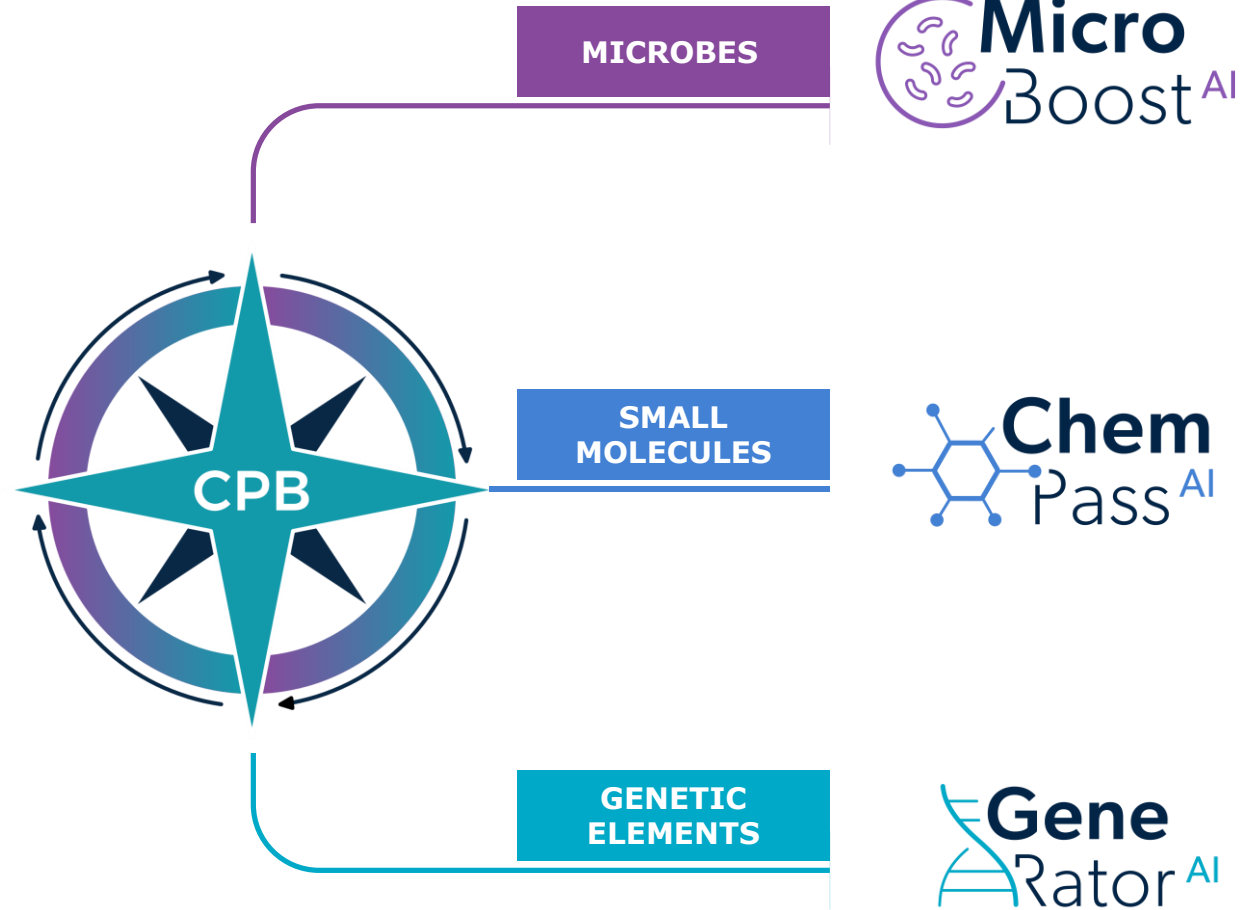 MICROBES
Micro
Boost AI
CPB
SMALL
MOLECULES
Chem
Pass AI
GENETIC
ELEMENTS
Gene
Rator AI